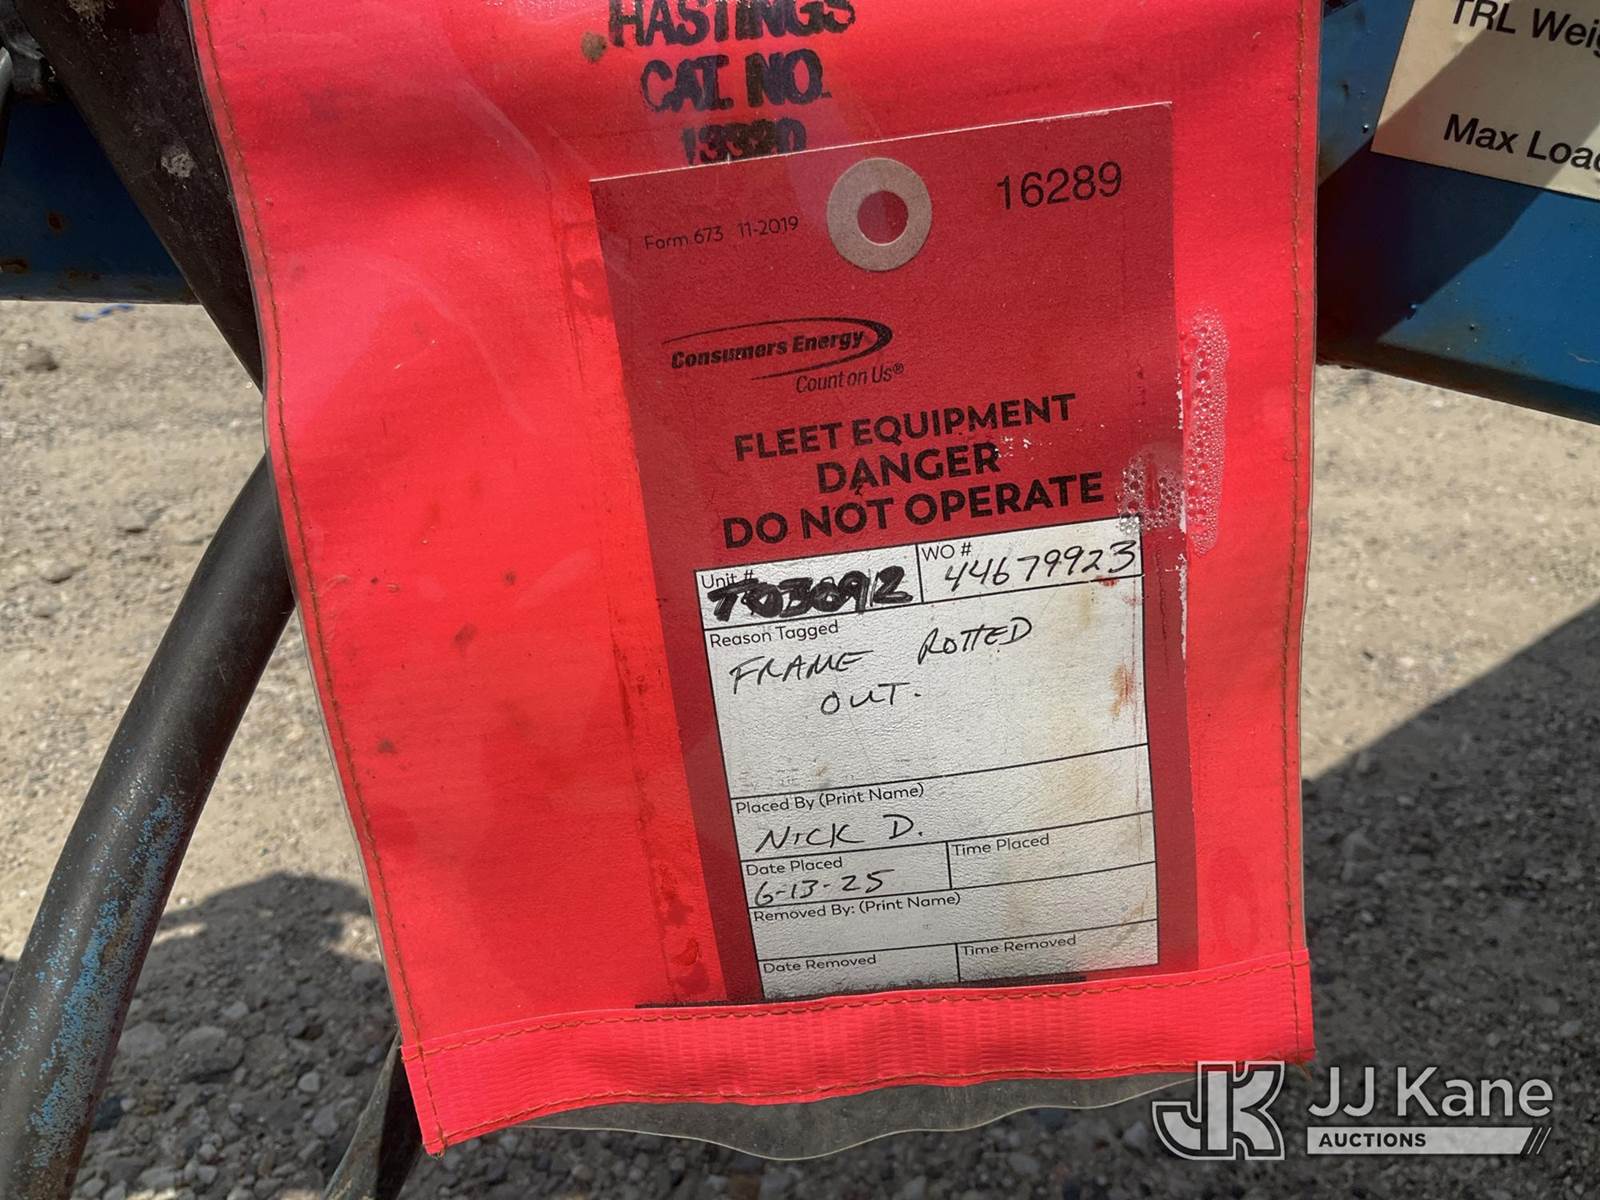 HASTINGS
CAT. NO.
TRL
Max
16289
Form 673 11-2019
Consumers Energy
Count on Us®
FLEET EQUIPMENT
DANGER
DO NOT OPERATE
Unit # WO #
T03092 44679923
Reason Tagged
FRAME ROTTED
OUT.
Placed By (Print Name)
NICK D.
Date Placed Time Placed
6-13-25
Removed By: (Print Name)
Date Removed Time Removed
JK JJ Kane
AUCTIONS